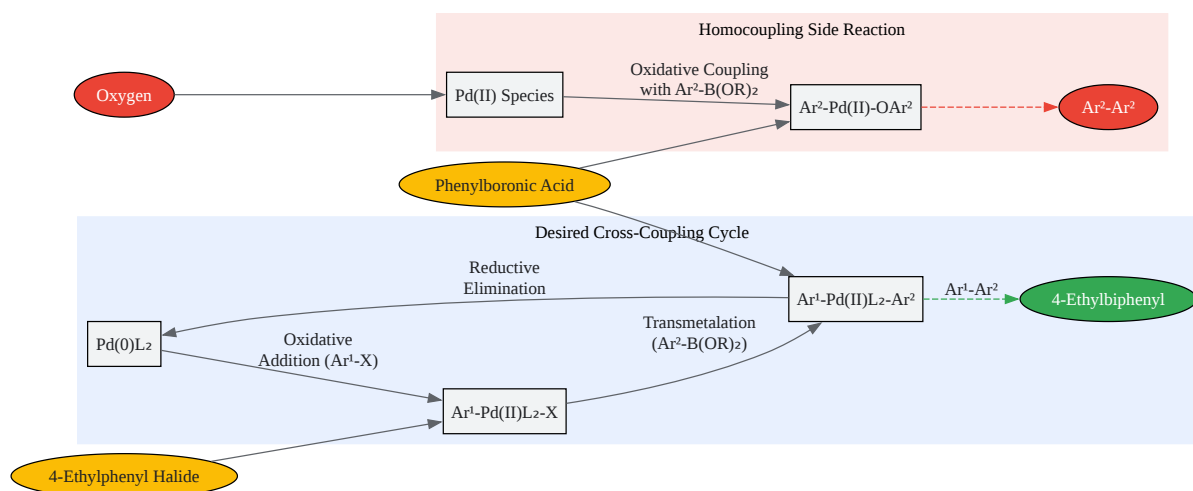 Homocoupling Side Reaction
Oxidative Coupling
with Ar²-B(OR)₂
Oxygen
Pd(II) Species
Ar²-Pd(II)-OAr²
Ar²-Ar²
Phenylboronic Acid
Desired Cross-Coupling Cycle
Reductive
Elimination
Ar¹-Pd(II)L₂-Ar²
Ar¹-Ar²
4-Ethylbiphenyl
Transmetalation
(Ar²-B(OR)₂)
Pd(0)L₂
Oxidative
Addition (Ar¹-X)
Ar¹-Pd(II)L₂-X
4-Ethylphenyl Halide